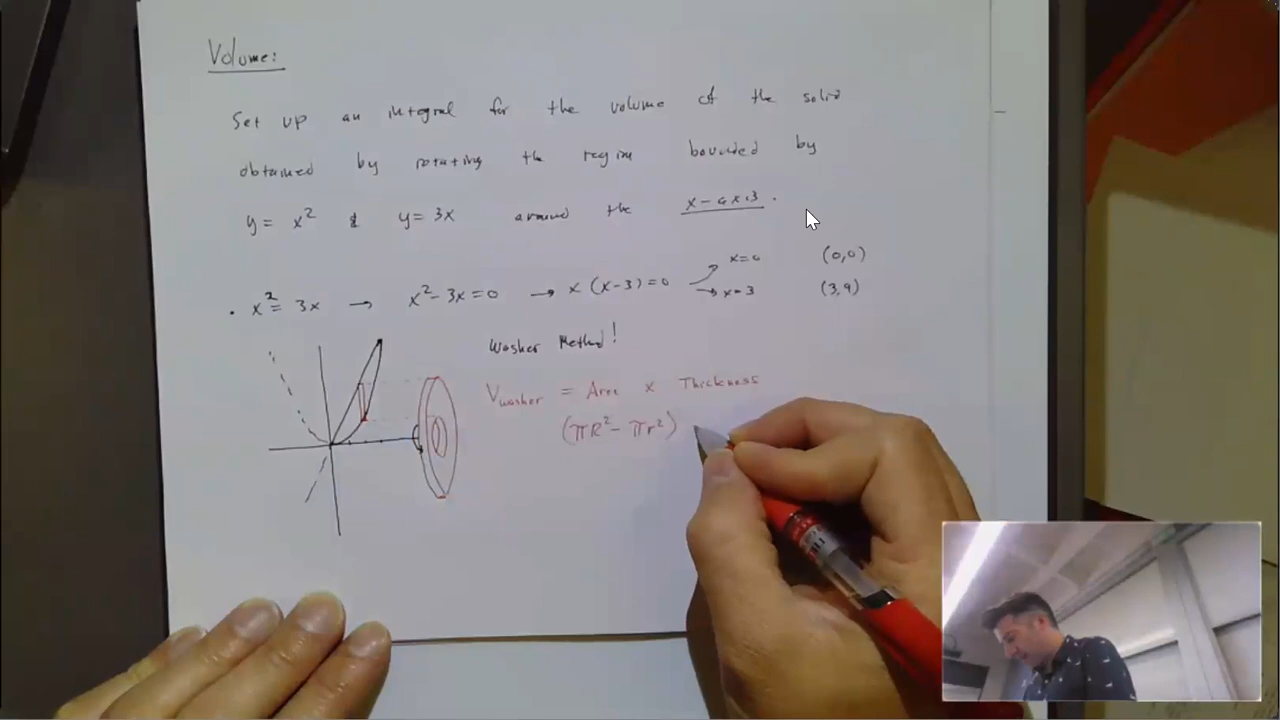 Volume:
Set up an integral for the volume of the solid
obtained by rotating the region bounded by
y = x² & y = 3x around the x-axis.
• x² = 3x → x² - 3x = 0 → x (x-3) = 0 → x=0 (0,0)
→ x=3 (3,9)
Washer Method!
V washer = Area x Thickness
(πR² - πr²)